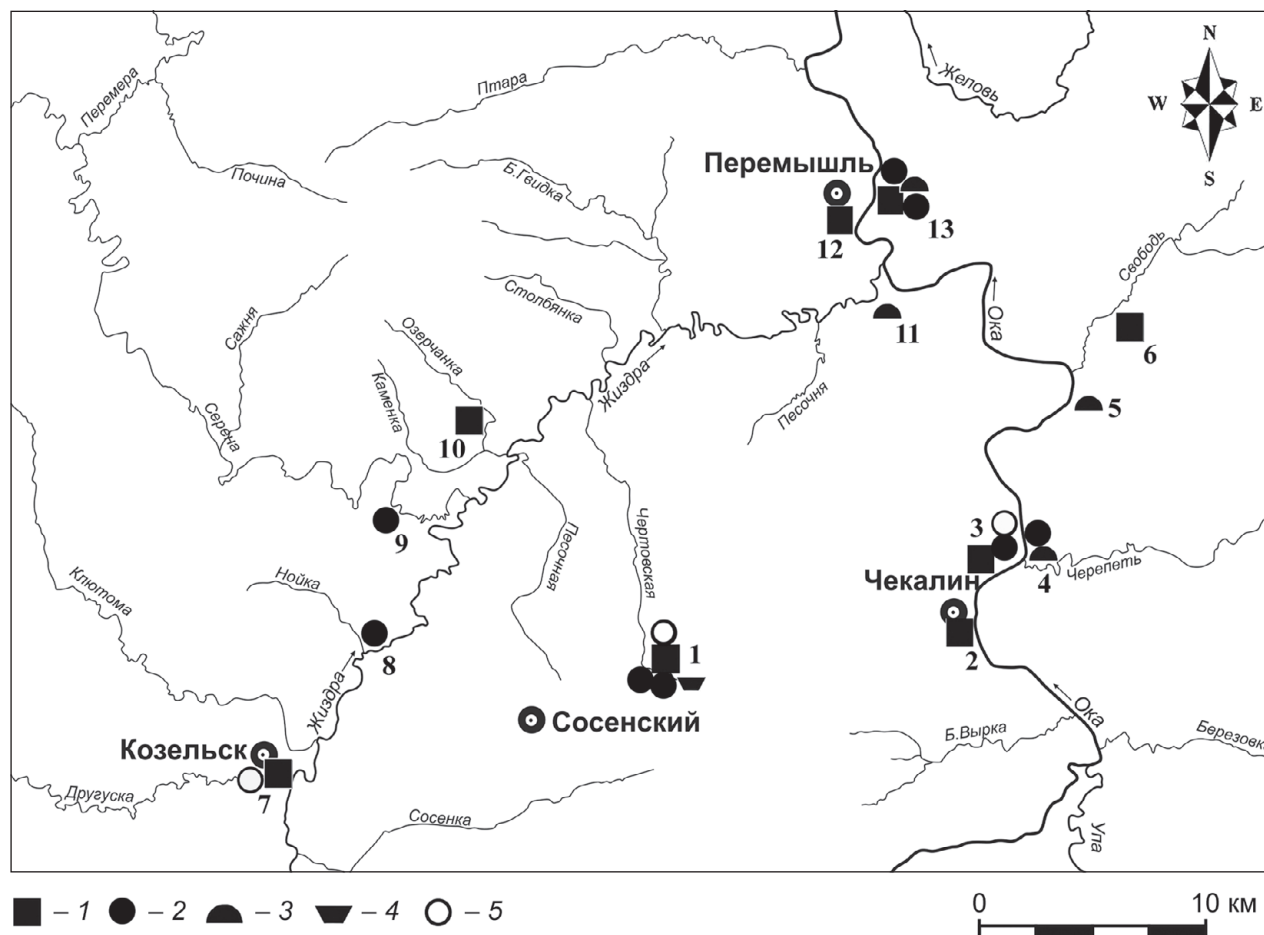 N
W
E
S
Перемера
Птара
Желовь
Почина
Б.Гвидка
Перемышль
12
13
Свободь
Столбянка
Сажня
Озерчанка
Каменка
Жиздра
Ока
11
6
Песочня
5
Серена
10
9
Песочная
Чертовская
3
4
Черепеть
Чекалин
2
Клютома
Нойка
8
Жиздра
1
Сосенский
Козельск
7
Другуска
Сосенка
Ока
Б.Вырка
Березовка
Упа
– 1 – 2 – 3 – 4 – 5
0 10 км